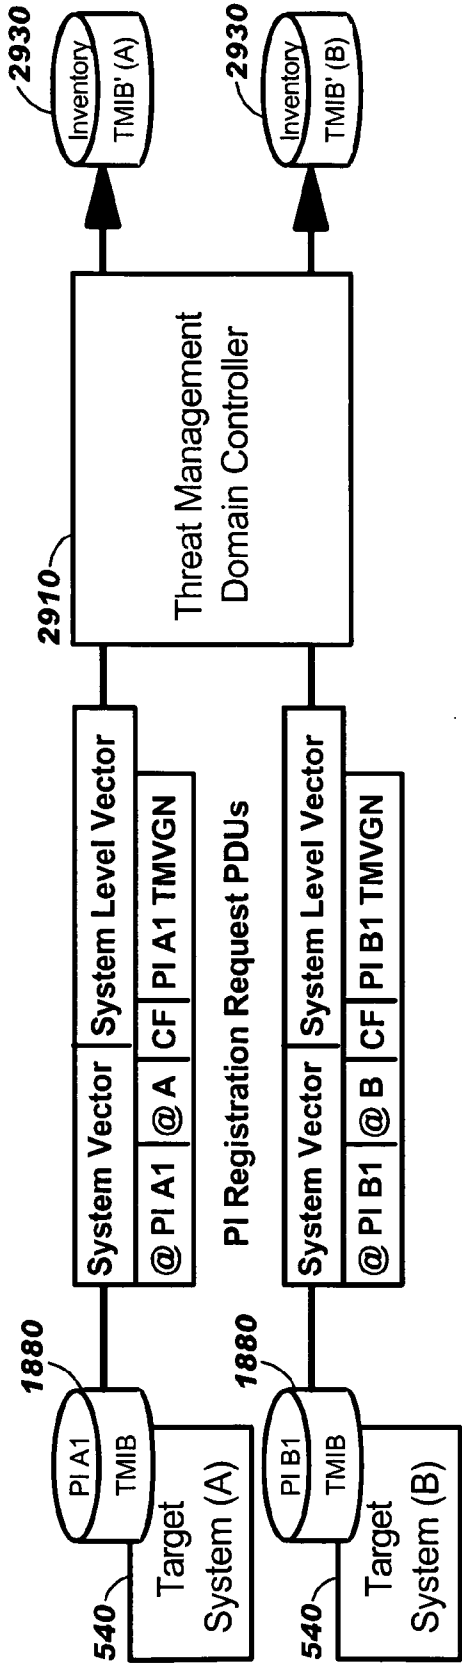 540
Target
System (A)
PI A1
TMIB
1880
System Vector System Level Vector
@ PI A1 @ A CF PI A1 TMVGN
PI Registration Request PDUs
2910
Threat Management
Domain Controller
Inventory
TMIB' (A)
2930
540
Target
System (B)
PI B1
TMIB
1880
System Vector System Level Vector
@ PI B1 @ B CF PI B1 TMVGN
Inventory
TMIB' (B)
2930